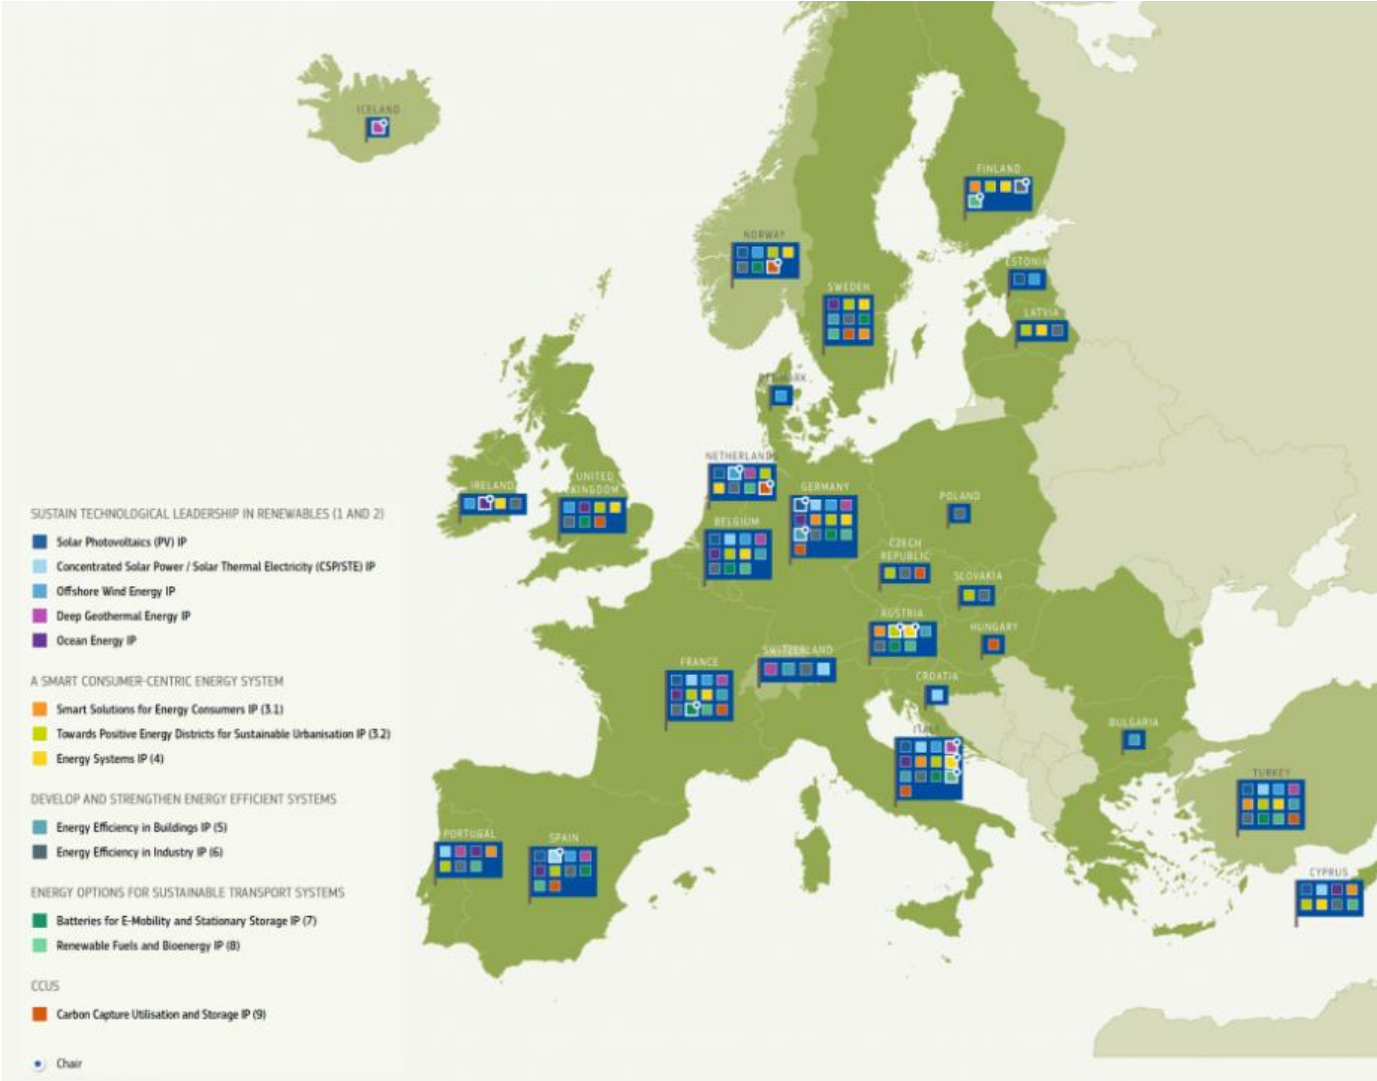 ICELAND
FINLAND
NORWAY
ESTONIA
SWEDEN
LATVIA
DENMARK
NETHERLANDS
IRELAND
UNITED
KINGDOM
GERMANY
POLAND
BELGIUM
CZECH
REPUBLIC
SLOVAKIA
AUSTRIA
HUNGARY
SWITZERLAND
FRANCE
CROATIA
BULGARIA
ITALY
TURKEY
PORTUGAL
SPAIN
CYPRUS
SUSTAIN TECHNOLOGICAL LEADERSHIP IN RENEWABLES (1 AND 2)
Solar Photovoltaics (PV) IP
Concentrated Solar Power / Solar Thermal Electricity (CSP/STE) IP
Offshore Wind Energy IP
Deep Geothermal Energy IP
Ocean Energy IP
A SMART CONSUMER-CENTRIC ENERGY SYSTEM
Smart Solutions for Energy Consumers IP (3.1)
Towards Positive Energy Districts for Sustainable Urbanisation IP (3.2)
Energy Systems IP (4)
DEVELOP AND STRENGTHEN ENERGY EFFICIENT SYSTEMS
Energy Efficiency in Buildings IP (5)
Energy Efficiency in Industry IP (6)
ENERGY OPTIONS FOR SUSTAINABLE TRANSPORT SYSTEMS
Batteries for E-Mobility and Stationary Storage IP (7)
Renewable Fuels and Bioenergy IP (8)
CCUS
Carbon Capture Utilisation and Storage IP (9)
Chair